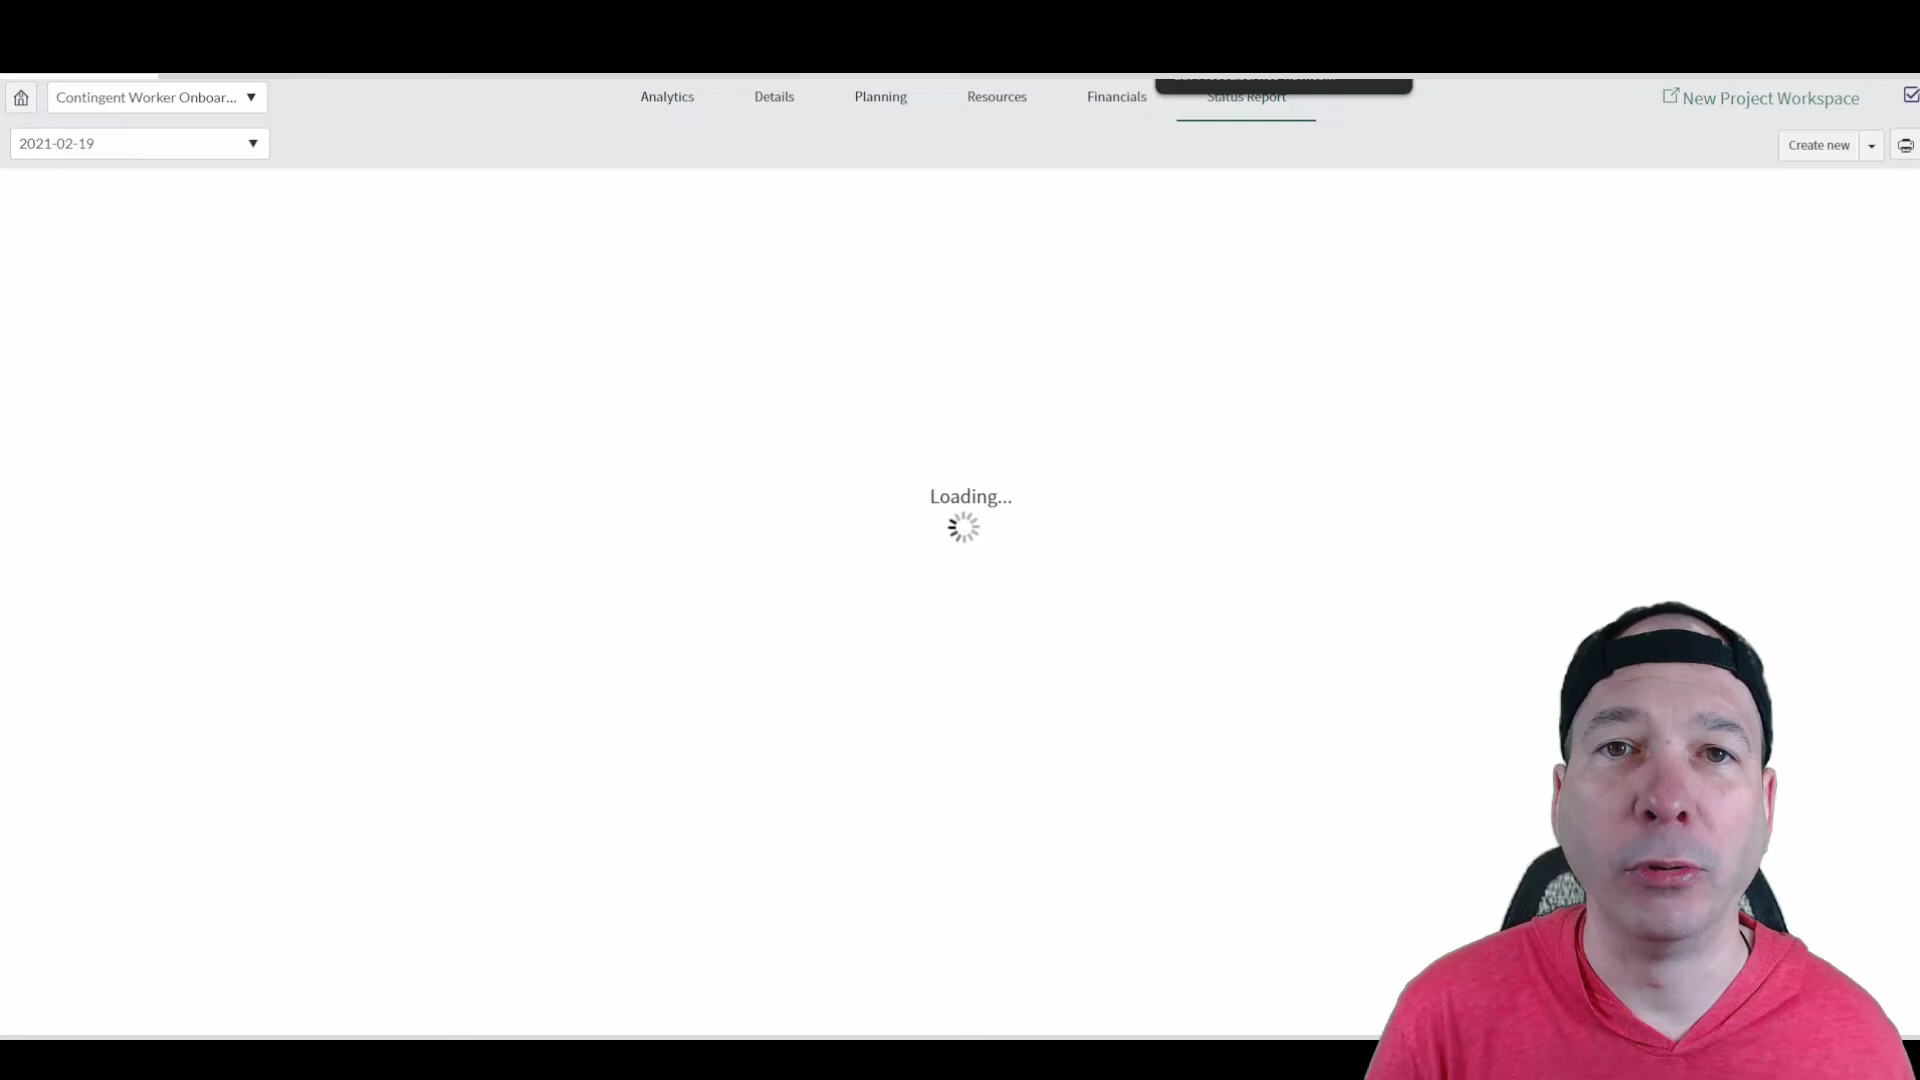 Contingent Worker Onboar...
Analytics
Details
Planning
Resources
Financials
Status Report
New Project Workspace
2021-02-19
Create new
Loading...